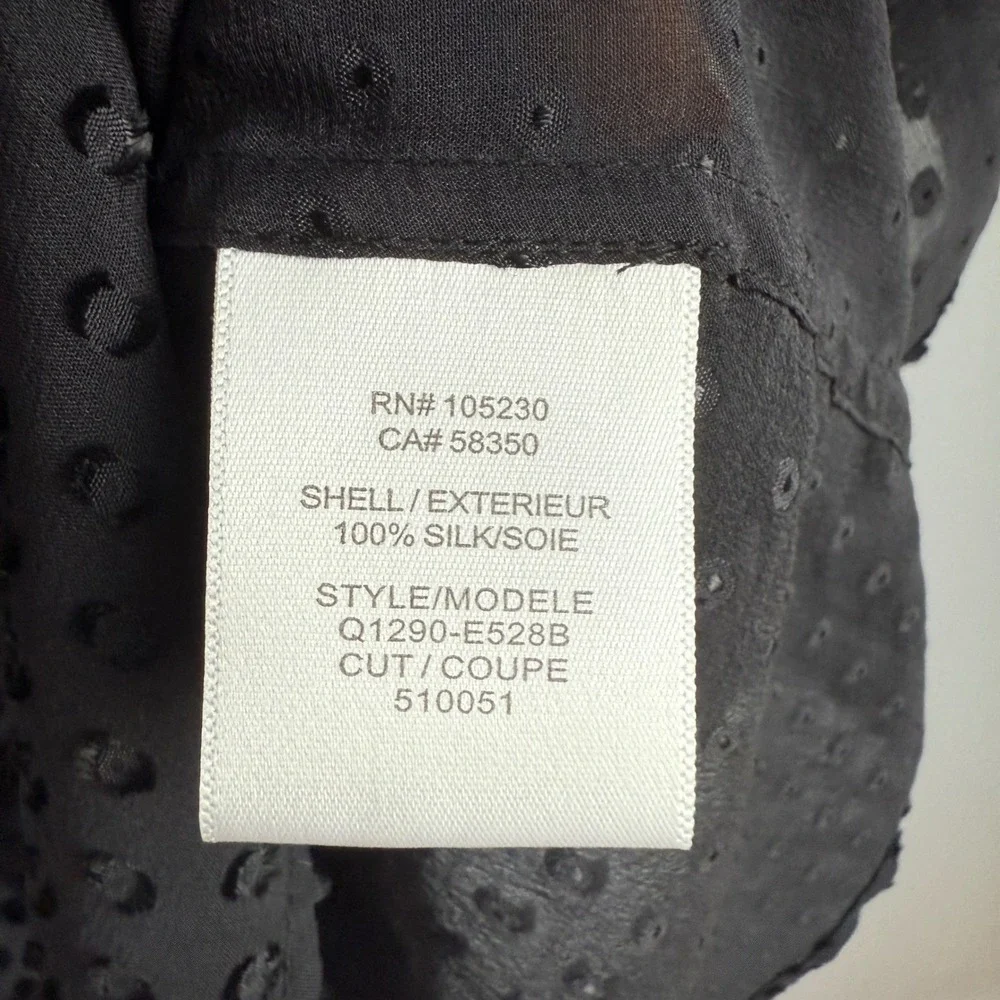 RN# 105230
CA# 58350
SHELL / EXTERIEUR
100% SILK/SOIE
STYLE/MODELE
Q1290-E528B
CUT / COUPE
510051